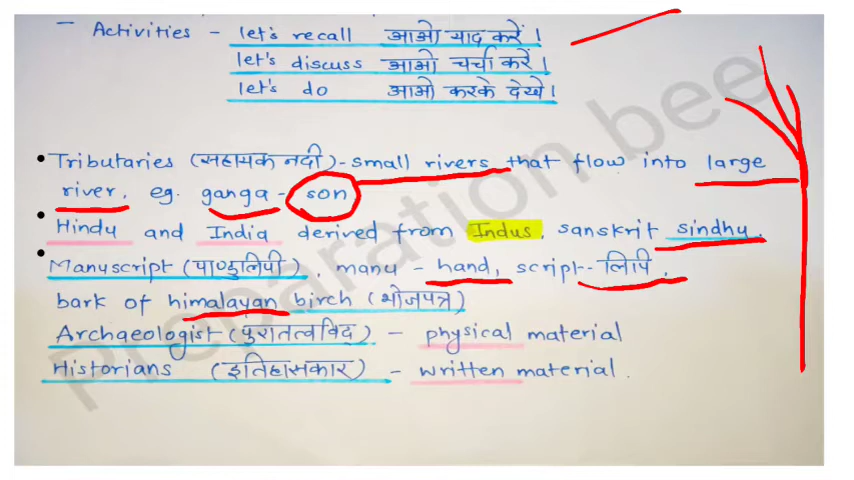 - Activities - let's recall आओ याद करें।
let's discuss आओ चर्चा करें।
let's do आओ करके देखे।
• Tributaries (सहायक नदी) - small rivers that flow into large
river, eg. ganga - son
• Hindu and India derived from Indus, sanskrit sindhu.
• Manuscript (पाण्डुलिपी), manu - hand, script - लिपि,
bark of himalayan birch (भोजपत्र)
Archaeologist (पुरातत्वविद) - physical material
Historians (इतिहासकार) - written material.
Preparation bee